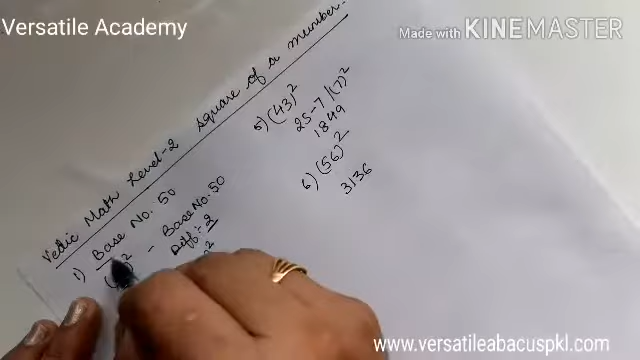 Versatile Academy
Made with KINEMASTER
Vedic Math Level-2 Square of a number.
1) Base No. 50
- Base No. 50
Diff:- 2
5) (43)²
25-7/(7)²
1849
6) (56)²
3136
www.versatileabacuspkl.com/